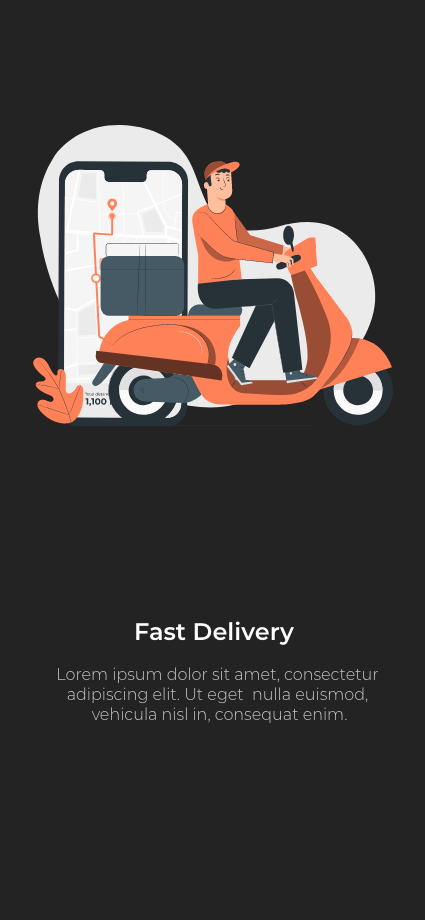 Your distance
1,100
Fast Delivery
Lorem ipsum dolor sit amet, consectetur
adipiscing elit. Ut eget  nulla euismod,
vehicula nisl in, consequat enim.